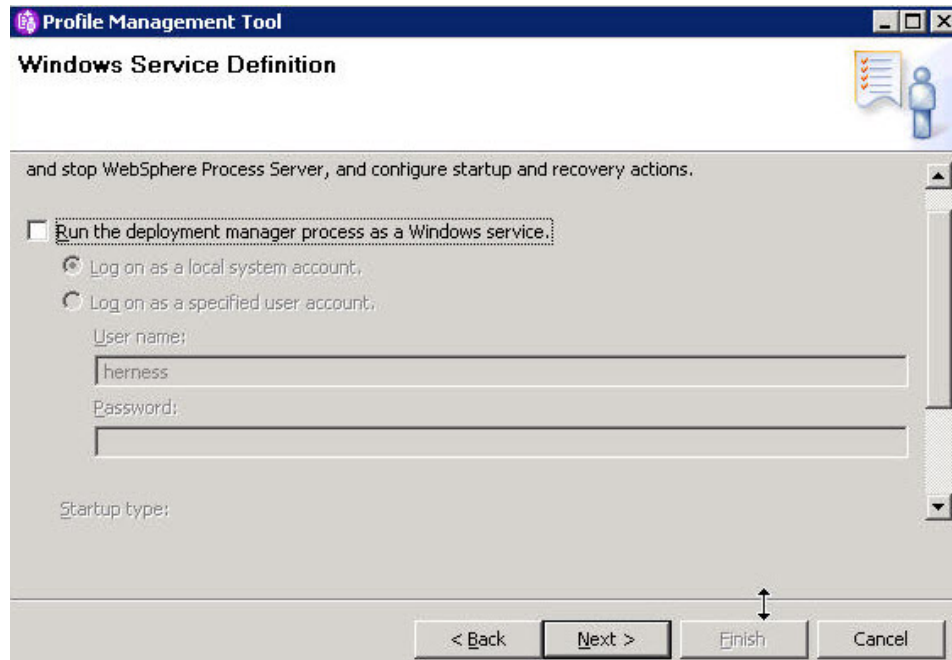 Profile Management Tool
Windows Service Definition
and stop WebSphere Process Server, and configure startup and recovery actions.
Run the deployment manager process as a Windows service.
Log on as a local system account.
Log on as a specified user account.
User name:
herness
Password:
Startup type:
< Back Next > Finish Cancel